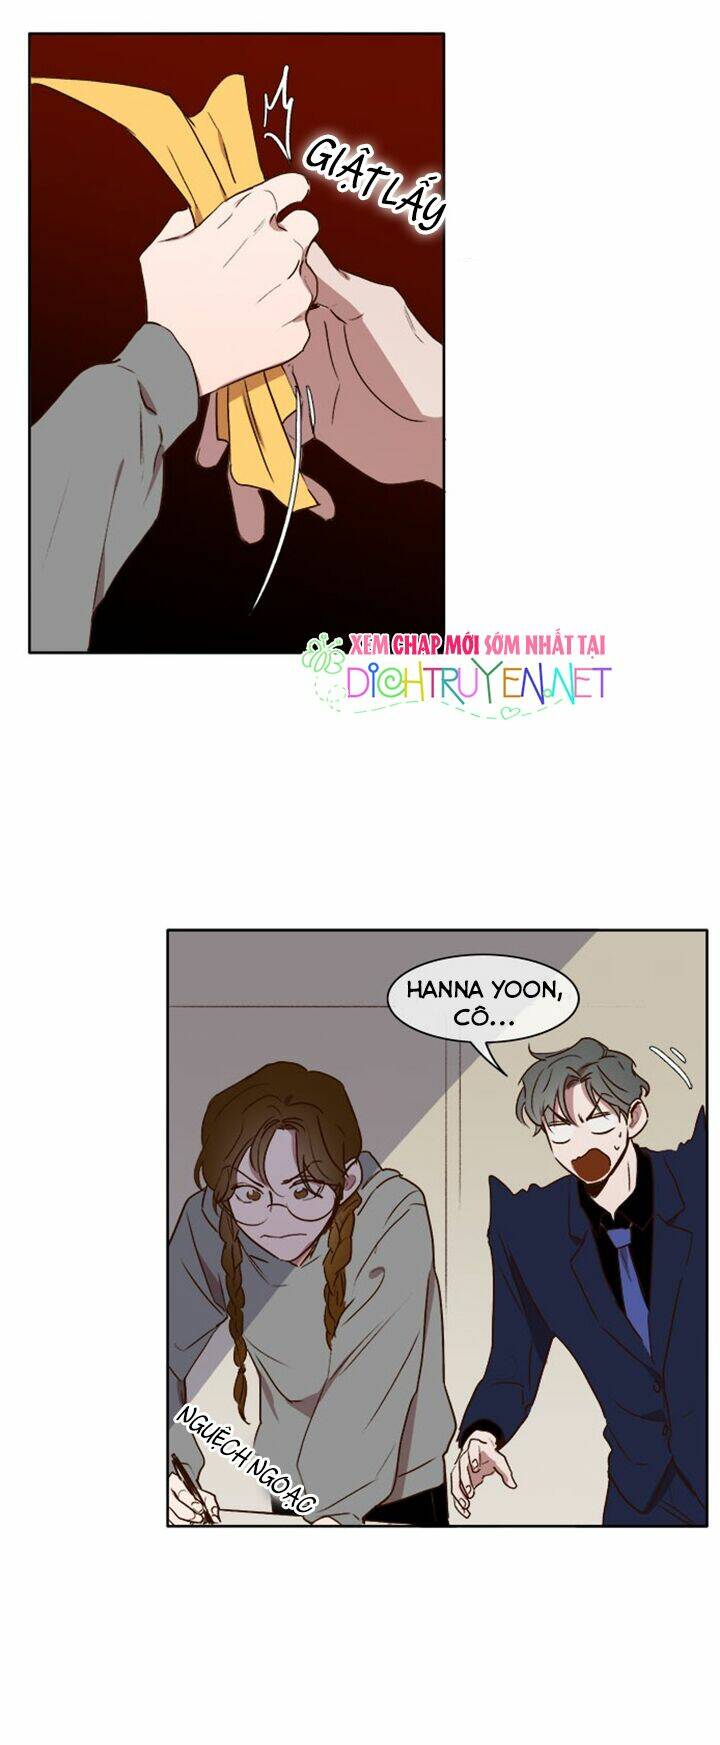 GIẬT LẤY
XEM CHAP MỚI SỚM NHẤT TẠI
DICHTRUYEN.NET
HANNA YOON,
CÔ...
NGUỆCH NGOẠC